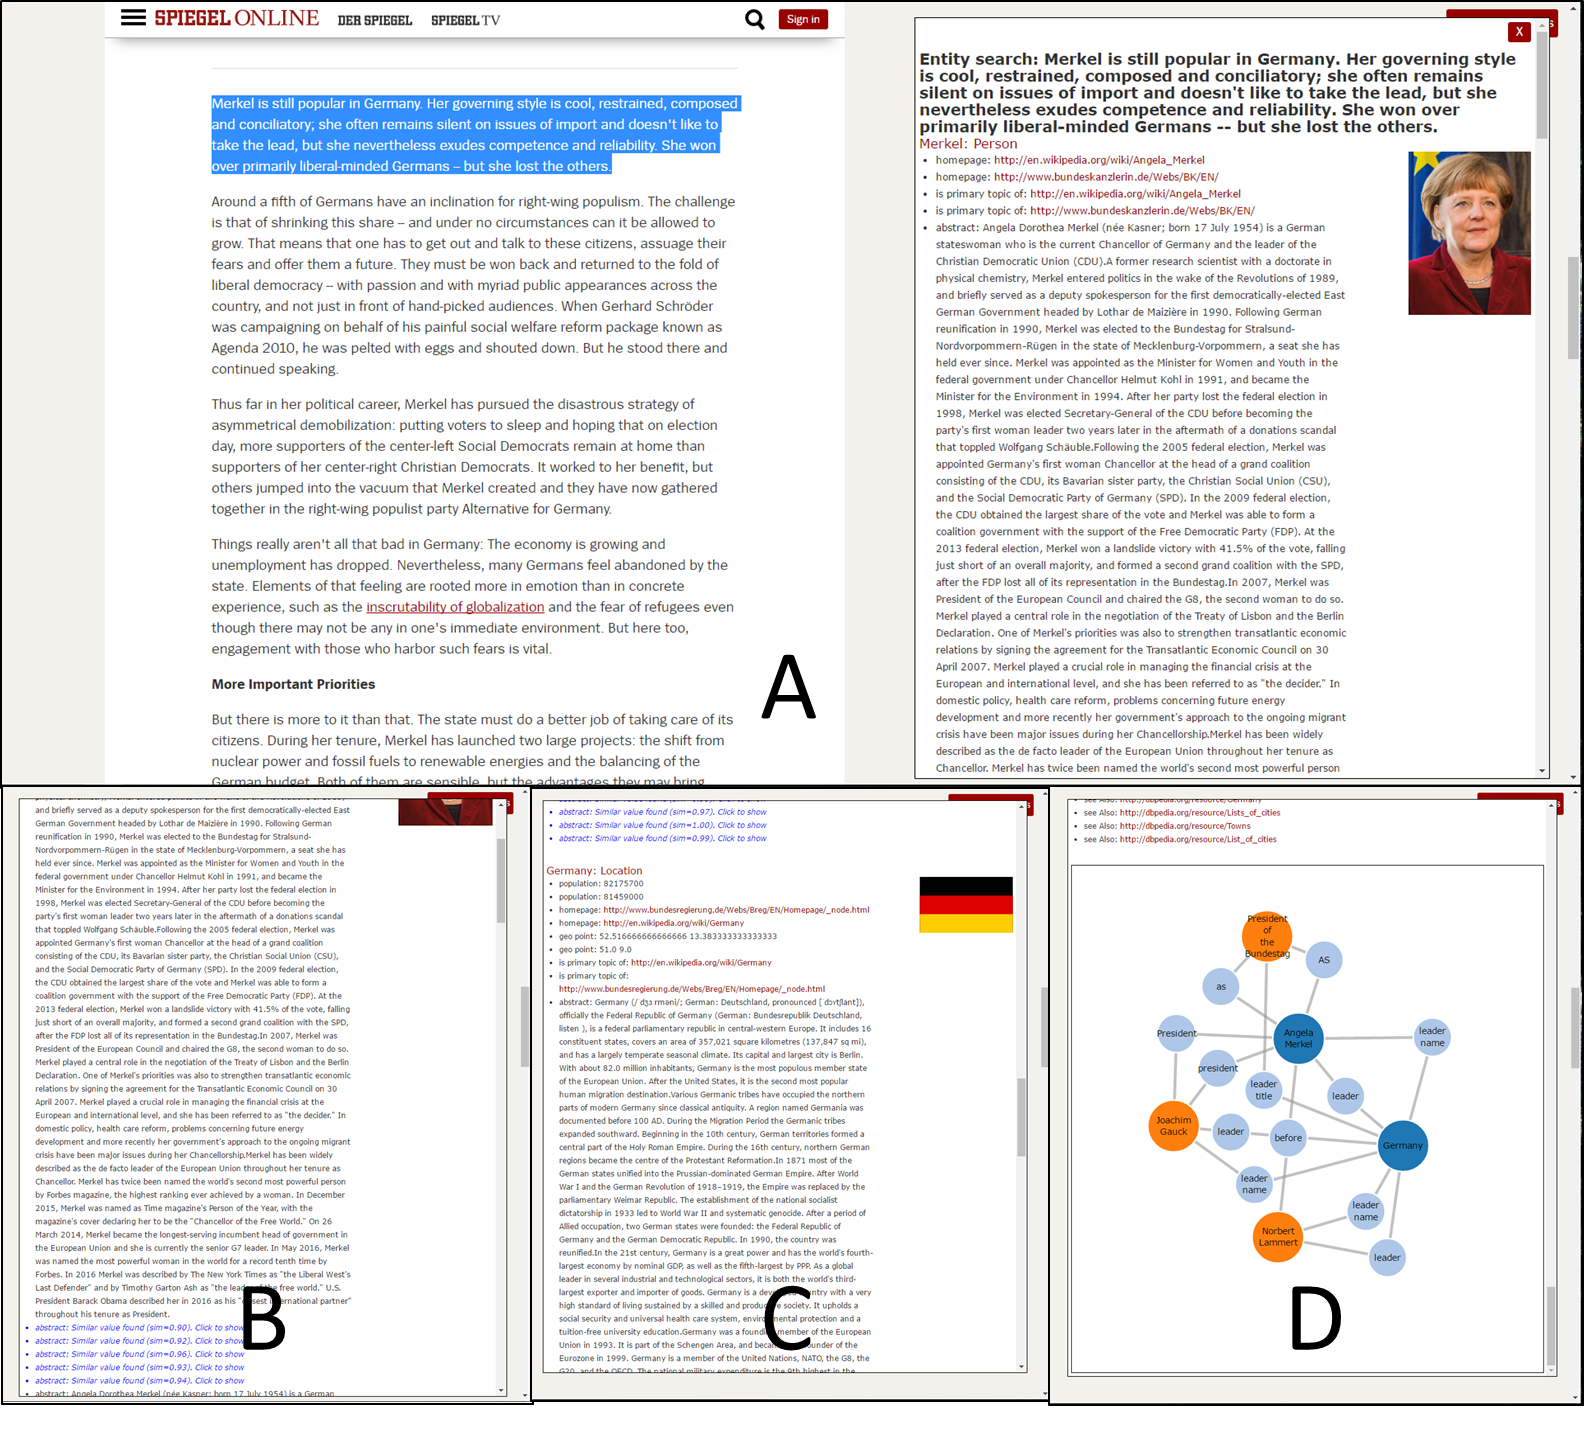 SPIEGEL ONLINE DER SPIEGEL SPIEGEL TV
Sign in
Merkel is still popular in Germany. Her governing style is cool, restrained, composed
and conciliatory; she often remains silent on issues of import and doesn't like to
take the lead, but she nevertheless exudes competence and reliability. She won
over primarily liberal-minded Germans – but she lost the others.
Around a fifth of Germans have an inclination for right-wing populism. The challenge
is that of shrinking this share – and under no circumstances can it be allowed to
grow. That means that one has to get out and talk to these citizens, assuage their
fears and offer them a future. They must be won back and returned to the fold of
liberal democracy – with passion and with myriad public appearances across the
country, and not just in front of hand-picked audiences. When Gerhard Schröder
was campaigning on behalf of his painful social welfare reform package known as
Agenda 2010, he was pelted with eggs and shouted down. But he stood there and
continued speaking.
Thus far in her political career, Merkel has pursued the disastrous strategy of
asymmetrical demobilization: putting voters to sleep and hoping that on election
day, more supporters of the center-left Social Democrats remain at home than
supporters of her center-right Christian Democrats. It worked to her benefit, but
others jumped into the vacuum that Merkel created and they have now gathered
together in the right-wing populist party Alternative for Germany.
Things really aren't all that bad in Germany: The economy is growing and
unemployment has dropped. Nevertheless, many Germans feel abandoned by the
state. Elements of that feeling are rooted more in emotion than in concrete
experience, such as the inscrutability of globalization and the fear of refugees even
though there may not be any in one's immediate environment. But here too,
engagement with those who harbor such fears is vital.
More Important Priorities
But there is more to it than that. The state must do a better job of taking care of its
citizens. During her tenure, Merkel has launched two large projects: the shift from
nuclear power and fossil fuels to renewable energies and the balancing of the
German budget. Both of them are sensible, but the advantages they may bring
A
X
Entity search: Merkel is still popular in Germany. Her governing style
is cool, restrained, composed and conciliatory; she often remains
silent on issues of import and doesn't like to take the lead, but she
nevertheless exudes competence and reliability. She won over
primarily liberal-minded Germans -- but she lost the others.
Merkel: Person
• homepage: http://en.wikipedia.org/wiki/Angela_Merkel
• homepage: http://www.bundeskanzlerin.de/Webs/BK/EN/
• is primary topic of: http://en.wikipedia.org/wiki/Angela_Merkel
• is primary topic of: http://www.bundeskanzlerin.de/Webs/BK/EN/
• abstract: Angela Dorothea Merkel (née Kasner; born 17 July 1954) is a German
stateswoman who is the current Chancellor of Germany and the leader of the
Christian Democratic Union (CDU).A former research scientist with a doctorate in
physical chemistry, Merkel entered politics in the wake of the Revolutions of 1989,
and briefly served as a deputy spokesperson for the first democratically-elected East
German Government headed by Lothar de Maizière in 1990. Following German
reunification in 1990, Merkel was elected to the Bundestag for Stralsund-
Nordvorpommern-Rügen in the state of Mecklenburg-Vorpommern, a seat she has
held ever since. Merkel was appointed as the Minister for Women and Youth in the
federal government under Chancellor Helmut Kohl in 1991, and became the
Minister for the Environment in 1994. After her party lost the federal election in
1998, Merkel was elected Secretary-General of the CDU before becoming the
party's first woman leader two years later in the aftermath of a donations scandal
that toppled Wolfgang Schäuble.Following the 2005 federal election, Merkel was
appointed Germany's first woman Chancellor at the head of a grand coalition
consisting of the CDU, its Bavarian sister party, the Christian Social Union (CSU),
and the Social Democratic Party of Germany (SPD). In the 2009 federal election,
the CDU obtained the largest share of the vote and Merkel was able to form a
coalition government with the support of the Free Democratic Party (FDP). At the
2013 federal election, Merkel won a landslide victory with 41.5% of the vote, falling
just short of an overall majority, and formed a second grand coalition with the SPD,
after the FDP lost all of its representation in the Bundestag.In 2007, Merkel was
President of the European Council and chaired the G8, the second woman to do so.
Merkel played a central role in the negotiation of the Treaty of Lisbon and the Berlin
Declaration. One of Merkel's priorities was also to strengthen transatlantic economic
relations by signing the agreement for the Transatlantic Economic Council on 30
April 2007. Merkel played a crucial role in managing the financial crisis at the
European and international level, and she has been referred to as "the decider." In
domestic policy, health care reform, problems concerning future energy
development and more recently her government's approach to the ongoing migrant
crisis have been major issues during her Chancellorship.Merkel has been widely
described as the de facto leader of the European Union throughout her tenure as
Chancellor. Merkel has twice been named the world's second most powerful person
and briefly served as a deputy spokesperson for the first democratically-elected East
German Government headed by Lothar de Maizière in 1990. Following German
reunification in 1990, Merkel was elected to the Bundestag for Stralsund-
Nordvorpommern-Rügen in the state of Mecklenburg-Vorpommern, a seat she has
held ever since. Merkel was appointed as the Minister for Women and Youth in the
federal government under Chancellor Helmut Kohl in 1991, and became the
Minister for the Environment in 1994. After her party lost the federal election in
1998, Merkel was elected Secretary-General of the CDU before becoming the
party's first woman leader two years later in the aftermath of a donations scandal
that toppled Wolfgang Schäuble.Following the 2005 federal election, Merkel was
appointed Germany's first woman Chancellor at the head of a grand coalition
consisting of the CDU, its Bavarian sister party, the Christian Social Union (CSU),
and the Social Democratic Party of Germany (SPD). In the 2009 federal election,
the CDU obtained the largest share of the vote and Merkel was able to form a
coalition government with the support of the Free Democratic Party (FDP). At the
2013 federal election, Merkel won a landslide victory with 41.5% of the vote, falling
just short of an overall majority, and formed a second grand coalition with the SPD,
after the FDP lost all of its representation in the Bundestag.In 2007, Merkel was
President of the European Council and chaired the G8, the second woman to do so.
Merkel played a central role in the negotiation of the Treaty of Lisbon and the Berlin
Declaration. One of Merkel's priorities was also to strengthen transatlantic economic
relations by signing the agreement for the Transatlantic Economic Council on 30
April 2007. Merkel played a crucial role in managing the financial crisis at the
European and international level, and she has been referred to as "the decider." In
domestic policy, health care reform, problems concerning future energy
development and more recently her government's approach to the ongoing migrant
crisis have been major issues during her Chancellorship.Merkel has been widely
described as the de facto leader of the European Union throughout her tenure as
Chancellor. Merkel has twice been named the world's second most powerful person
by Forbes magazine, the highest ranking ever achieved by a woman. In December
2015, Merkel was named as Time magazine's Person of the Year, with the
magazine's cover declaring her to be the "Chancellor of the Free World." On 26
March 2014, Merkel became the longest-serving incumbent head of government in
the European Union and she is currently the senior G7 leader. In May 2016, Merkel
was named the most powerful woman in the world for a record tenth time by
Forbes. In 2016 Merkel was described by The New York Times as "the Liberal West's
Last Defender" and by Timothy Garton Ash as "the leader of the free world." U.S.
President Barack Obama described her in 2016 as his "closest international partner"
throughout his tenure as President.
• abstract: Similar value found (sim=0.90). Click to show
• abstract: Similar value found (sim=0.92). Click to show
• abstract: Similar value found (sim=0.96). Click to show
• abstract: Similar value found (sim=0.93). Click to show
• abstract: Similar value found (sim=0.94). Click to show
• abstract: Angela Dorothea Merkel (née Kasner; born 17 July 1954) is a German
B
• abstract: Similar value found (sim=0.97). Click to show
• abstract: Similar value found (sim=1.00). Click to show
• abstract: Similar value found (sim=0.99). Click to show
Germany: Location
• population: 82175700
• population: 81459000
• homepage: http://www.bundesregierung.de/Webs/Breg/EN/Homepage/_node.html
• homepage: http://en.wikipedia.org/wiki/Germany
• geo point: 52.516666666666666 13.383333333333333
• geo point: 51.0 9.0
• is primary topic of: http://en.wikipedia.org/wiki/Germany
• is primary topic of:
http://www.bundesregierung.de/Webs/Breg/EN/Homepage/_node.html
• abstract: Germany (/ˈdʒɜːrməni/; German: Deutschland, pronounced [ˈdɔʏtʃlant]),
officially the Federal Republic of Germany (German: Bundesrepublik Deutschland,
listen ), is a federal parliamentary republic in central-western Europe. It includes 16
constituent states, covers an area of 357,021 square kilometres (137,847 sq mi),
and has a largely temperate seasonal climate. Its capital and largest city is Berlin.
With about 82.0 million inhabitants, Germany is the most populous member state
of the European Union. After the United States, it is the second most popular
human migration destination.Various Germanic tribes have occupied the northern
parts of modern Germany since classical antiquity. A region named Germania was
documented before 100 AD. During the Migration Period the Germanic tribes
expanded southward. Beginning in the 10th century, German territories formed a
central part of the Holy Roman Empire. During the 16th century, northern German
regions became the centre of the Protestant Reformation.In 1871 most of the
German states unified into the Prussian-dominated German Empire. After World
War I and the German Revolution of 1918–1919, the Empire was replaced by the
parliamentary Weimar Republic. The establishment of the national socialist
dictatorship in 1933 led to World War II and systematic genocide. After a period of
Allied occupation, two German states were founded: the Federal Republic of
Germany and the German Democratic Republic. In 1990, the country was
reunified.In the 21st century, Germany is a great power and has the world's fourth-
largest economy by nominal GDP, as well as the fifth-largest by PPP. As a global
leader in several industrial and technological sectors, it is both the world's third-
largest exporter and importer of goods. Germany is a developed country with a very
high standard of living sustained by a skilled and productive society. It upholds a
social security and universal health care system, environmental protection and a
tuition-free university education.Germany was a founding member of the European
Union in 1993. It is part of the Schengen Area, and became a founder of the
Eurozone in 1999. Germany is a member of the United Nations, NATO, the G8, the
G20, and the OECD. The national military expenditure is the 9th highest in the
C
• see Also: http://dbpedia.org/resource/Germany
• see Also: http://dbpedia.org/resource/Lists_of_cities
• see Also: http://dbpedia.org/resource/Towns
• see Also: http://dbpedia.org/resource/List_of_cities
President
of
the
Bundestag
AS
as
President
Angela
Merkel
leader
name
president
leader
title
leader
Joachim
Gauck
leader
before
Germany
leader
name
leader
name
Norbert
Lammert
leader
D